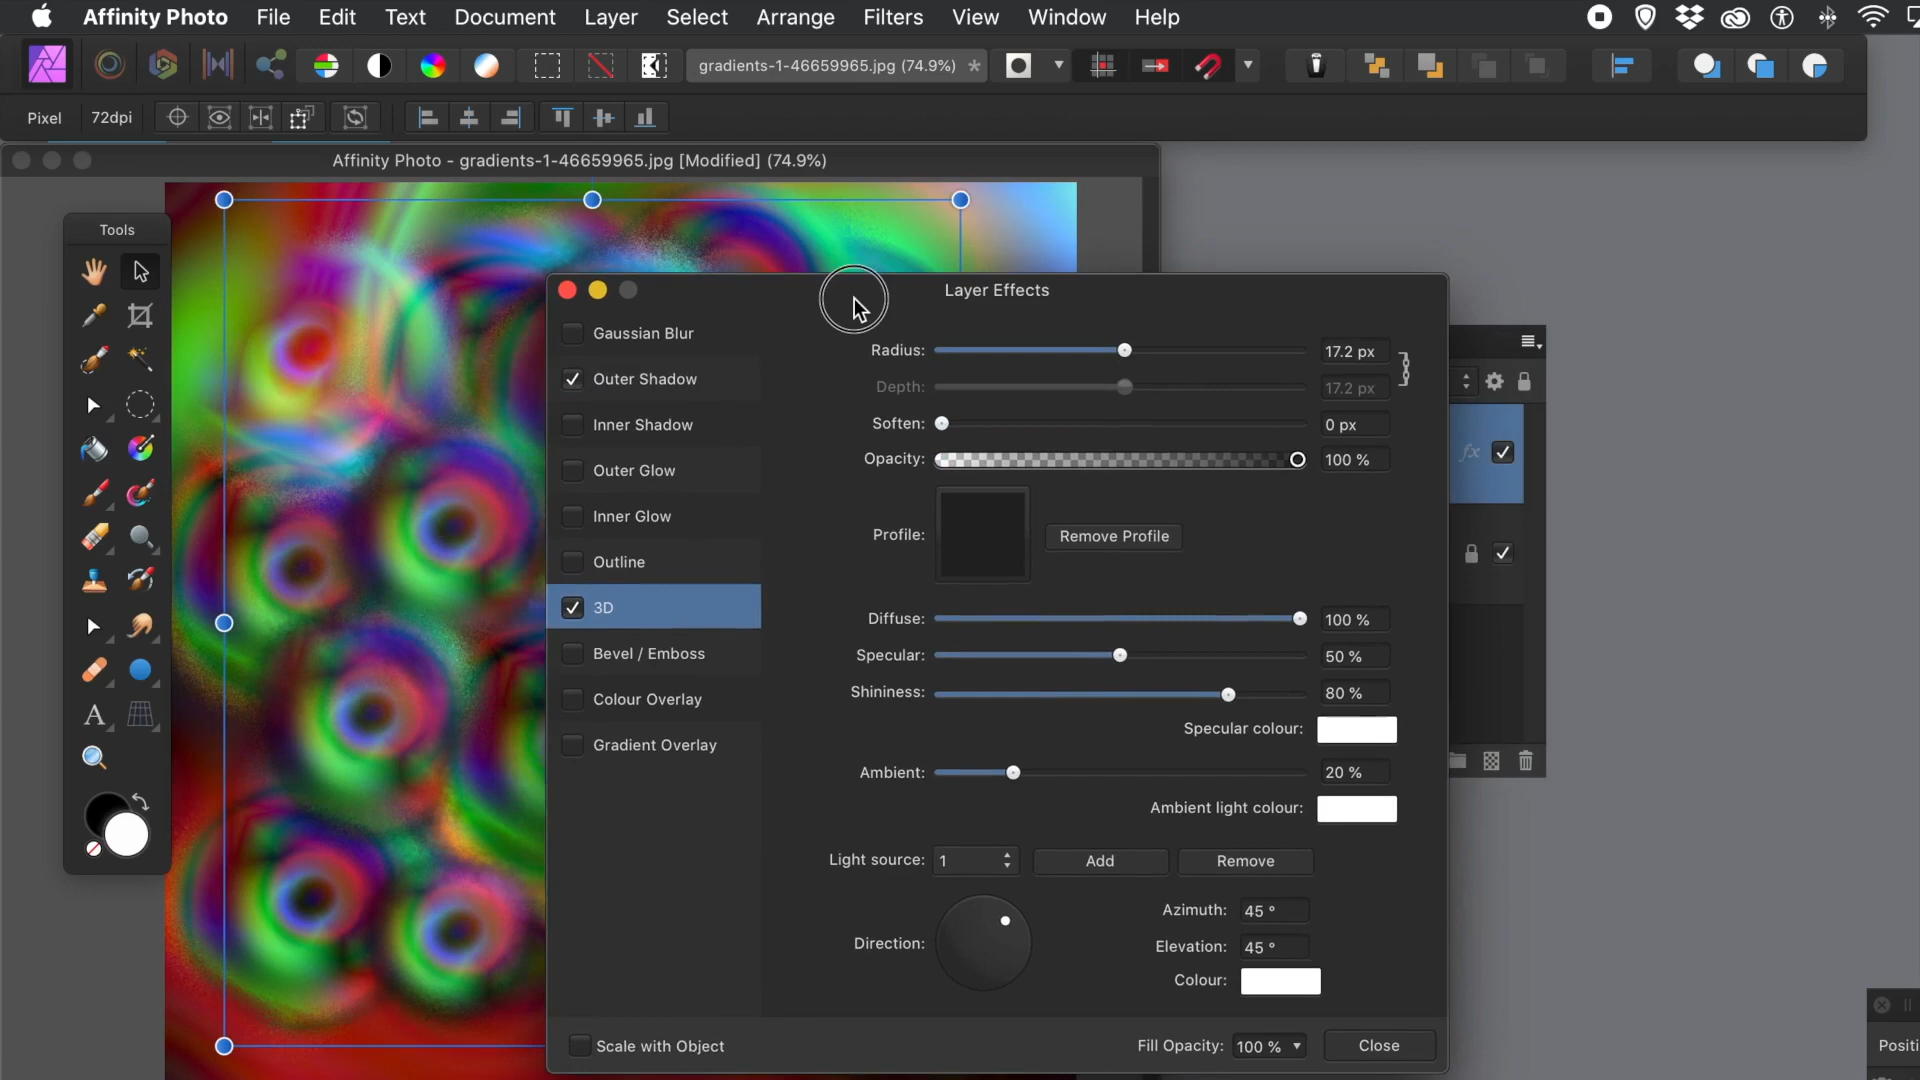 Affinity Photo File Edit Text Document Layer Select Arrange Filters View Window Help
gradients-1-46659965.jpg (74.9%) *
Pixel 72dpi
Affinity Photo - gradients-1-46659965.jpg [Modified] (74.9%)
Tools
A
Layer Effects
Gaussian Blur
Outer Shadow
Inner Shadow
Outer Glow
Inner Glow
Outline
3D
Bevel / Emboss
Colour Overlay
Gradient Overlay
Radius: 17.2 px
Depth: 17.2 px
Soften: 0 px
Opacity: 100 %
Profile: Remove Profile
Diffuse: 100 %
Specular: 50 %
Shininess: 80 %
Specular colour:
Ambient: 20 %
Ambient light colour:
Light source: 1 Add Remove
Direction:
Azimuth: 45 °
Elevation: 45 °
Colour:
Scale with Object
Fill Opacity: 100 % Close
fx
Positi